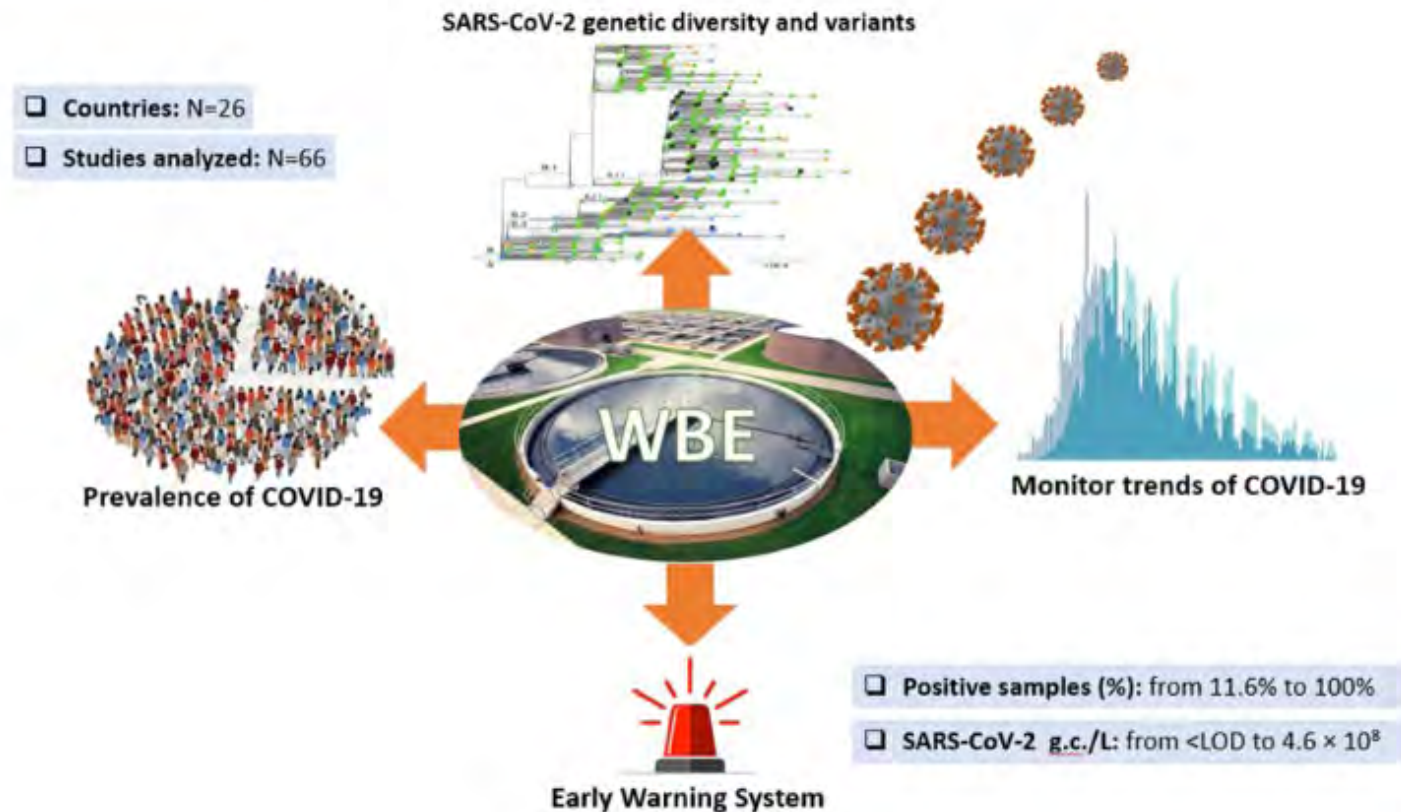 SARS-CoV-2 genetic diversity and variants
❑ Countries: N=26
❑ Studies analyzed: N=66
WBE
Prevalence of COVID-19
Monitor trends of COVID-19
❑ Positive samples (%): from 11.6% to 100%
❑ SARS-CoV-2 g.c./L: from <LOD to 4.6 × 10⁸
Early Warning System